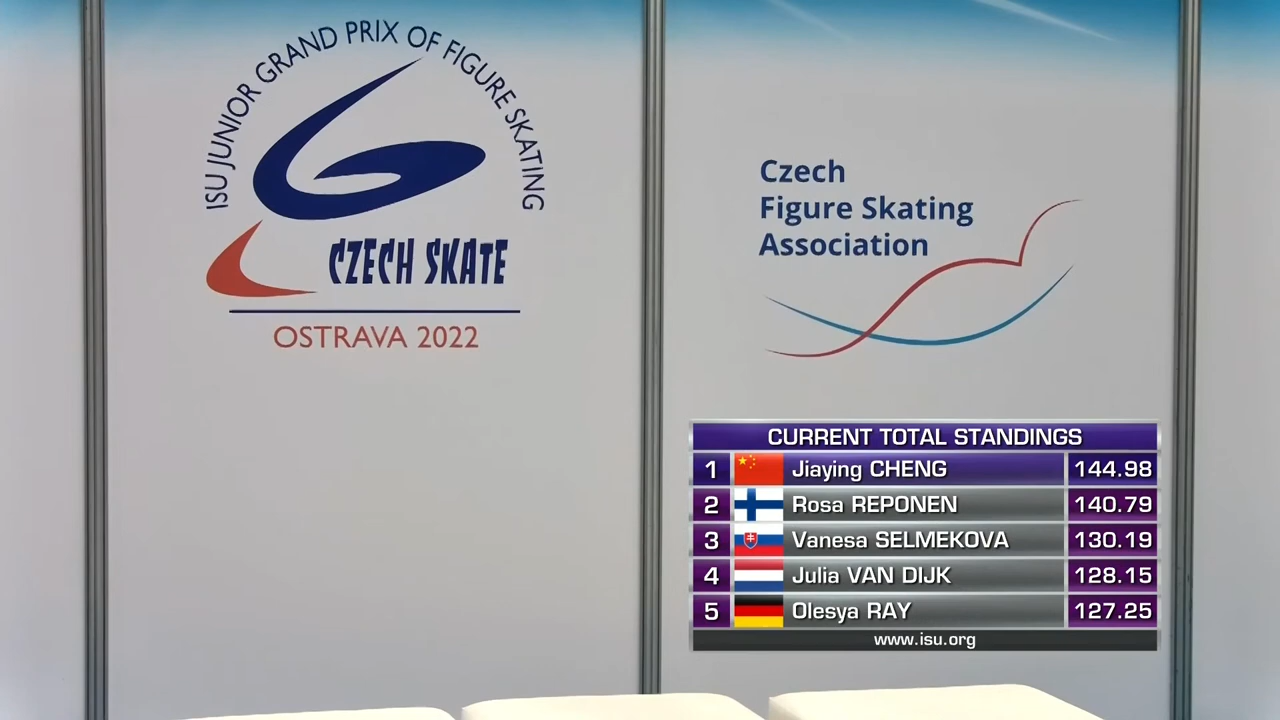 ISU JUNIOR GRAND PRIX OF FIGURE SKATING
CZECH SKATE
OSTRAVA 2022
Czech
Figure Skating
Association
CURRENT TOTAL STANDINGS
1 Jiaying CHENG 144.98
2 Rosa REPONEN 140.79
3 Vanesa SELMEKOVA 130.19
4 Julia VAN DIJK 128.15
5 Olesya RAY 127.25
www.isu.org